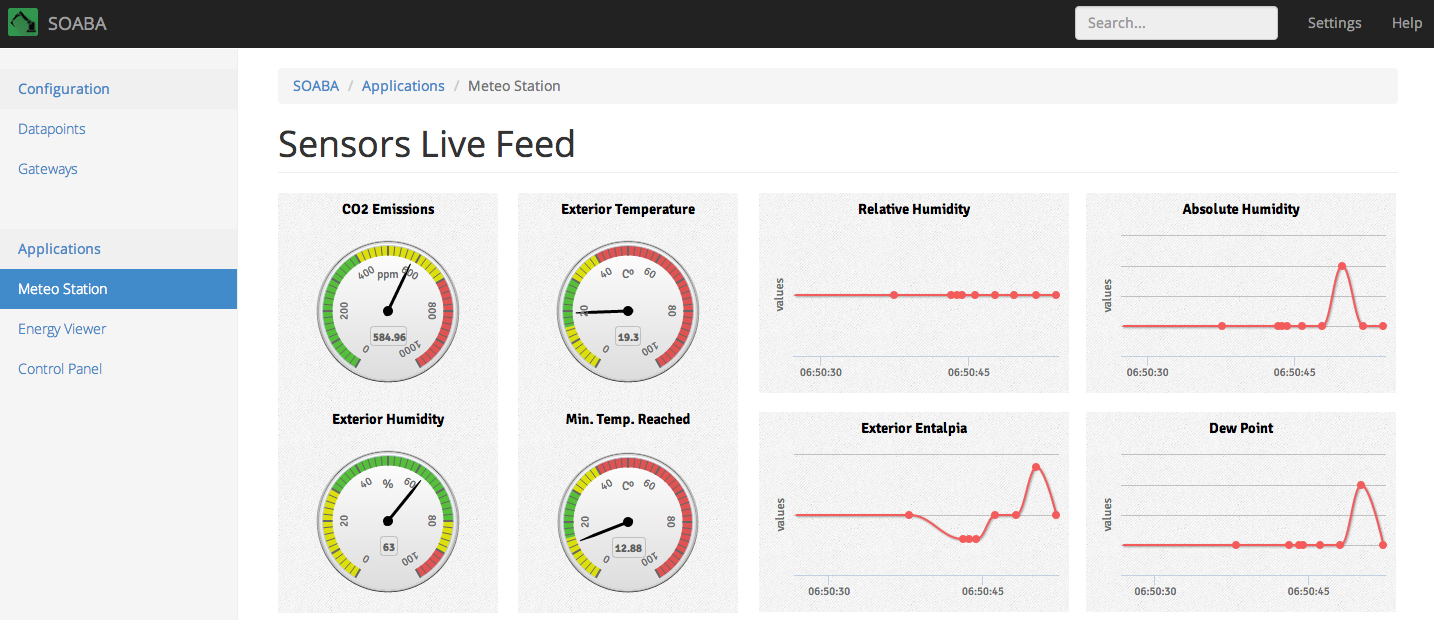 SOABA
Search...
Settings
Help
Configuration
Datapoints
Gateways
Applications
Meteo Station
Energy Viewer
Control Panel
SOABA / Applications / Meteo Station
Sensors Live Feed
CO2 Emissions
0
200
400
600
800
1000
ppm
584.96
Exterior Temperature
0
20
40
60
80
100
Cº
19.3
Relative Humidity
values
06:50:30
06:50:45
Absolute Humidity
values
06:50:30
06:50:45
Exterior Humidity
0
20
40
60
80
100
%
63
Min. Temp. Reached
0
20
40
60
80
100
Cº
12.88
Exterior Entalpia
values
06:50:30
06:50:45
Dew Point
values
06:50:30
06:50:45